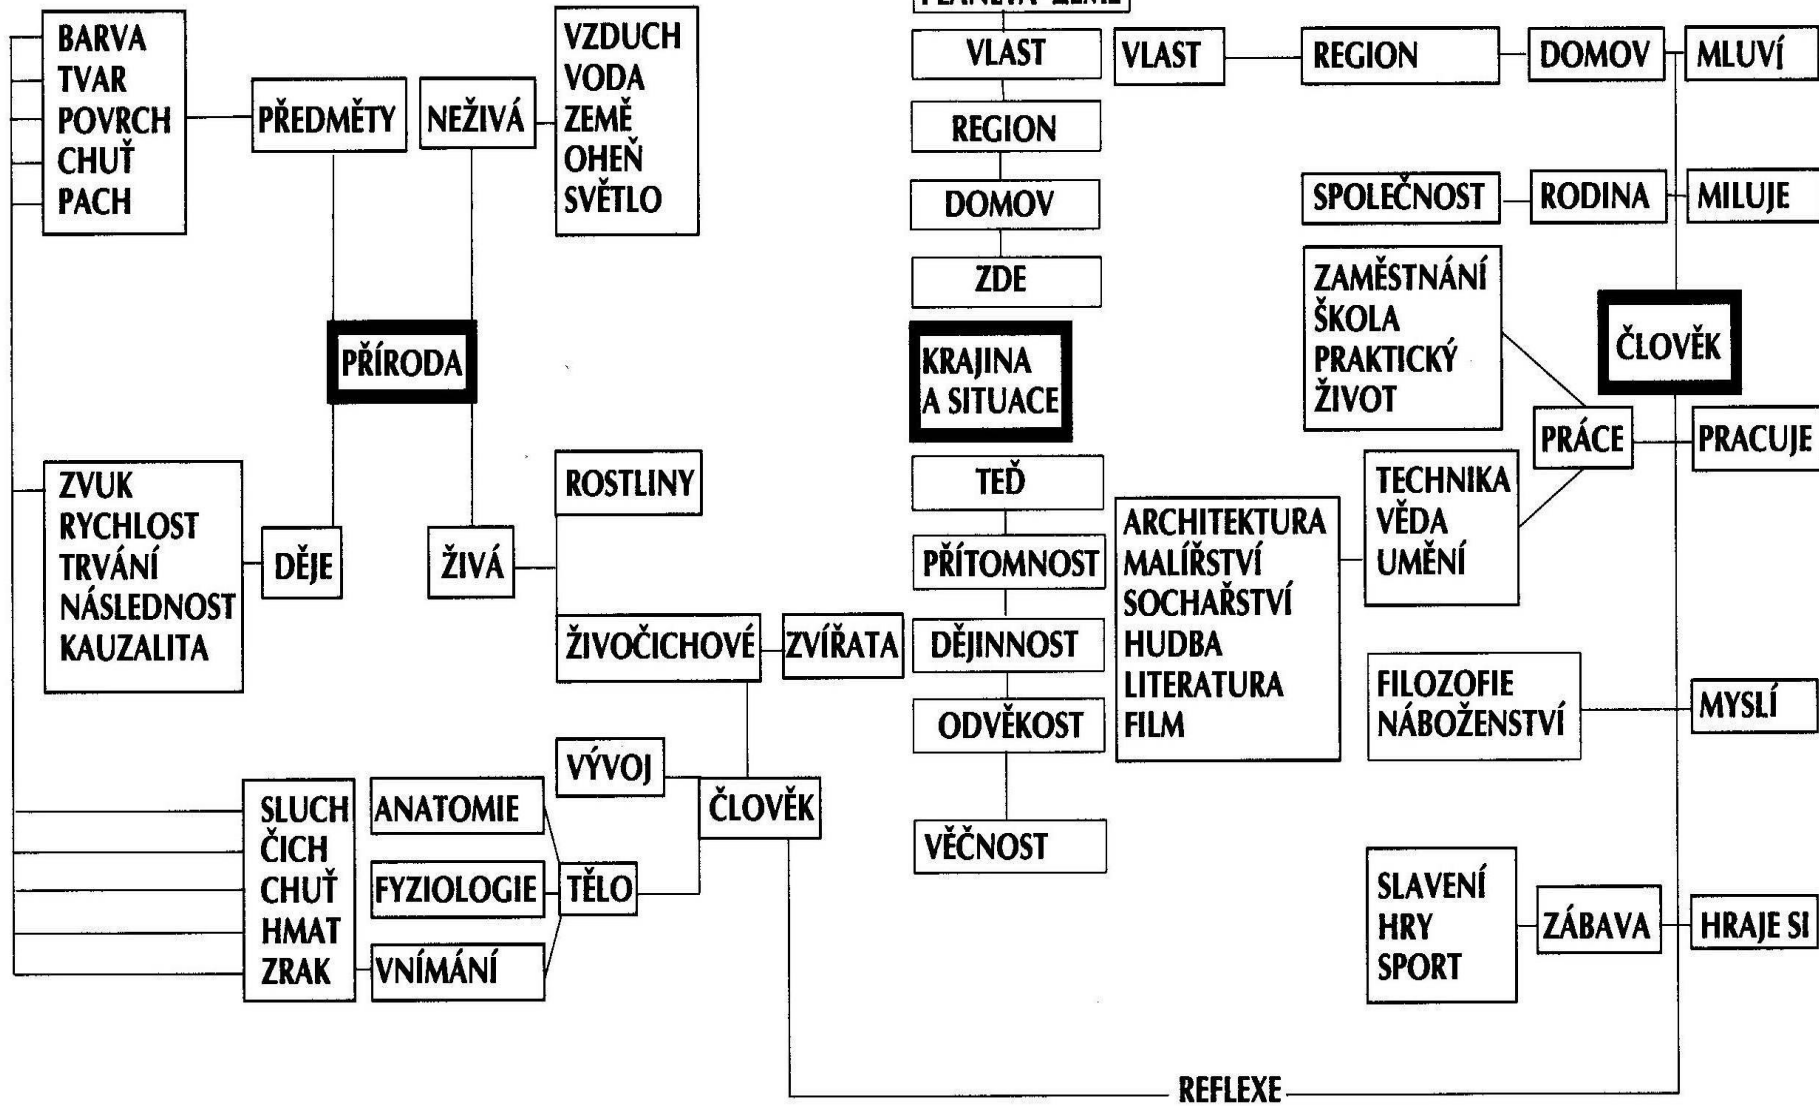 BARVA
TVAR
POVRCH
CHUŤ
PACH
PŘEDMĚTY
NEŽIVÁ
VZDUCH
VODA
ZEMĚ
OHEŇ
SVĚTLO
PŘÍRODA
ZVUK
RYCHLOST
TRVÁNÍ
NÁSLEDNOST
KAUZALITA
DĚJE
ŽIVÁ
ROSTLINY
ŽIVOČICHOVÉ
ZVÍŘATA
VÝVOJ
ČLOVĚK
SLUCH
ČICH
CHUŤ
HMAT
ZRAK
ANATOMIE
FYZIOLOGIE
VNÍMÁNÍ
TĚLO
PLANETA ZEMĚ
VLAST
REGION
DOMOV
ZDE
KRAJINA
A SITUACE
TEĎ
PŘÍTOMNOST
DĚJINNOST
ODVĚKOST
VĚČNOST
VLAST
REGION
DOMOV
MLUVÍ
SPOLEČNOST
RODINA
MILUJE
ZAMĚSTNÁNÍ
ŠKOLA
PRAKTICKÝ
ŽIVOT
ČLOVĚK
PRÁCE
PRACUJE
TECHNIKA
VĚDA
UMĚNÍ
ARCHITEKTURA
MALÍŘSTVÍ
SOCHAŘSTVÍ
HUDBA
LITERATURA
FILM
FILOZOFIE
NÁBOŽENSTVÍ
MYSLÍ
SLAVENÍ
HRY
SPORT
ZÁBAVA
HRAJE SI
REFLEXE